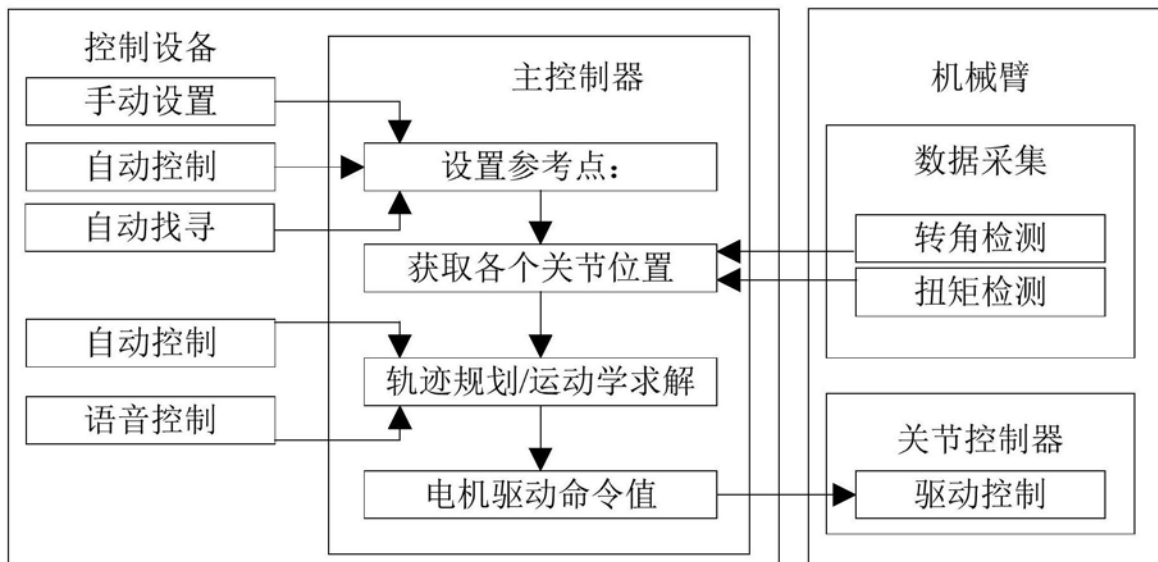 控制设备
手动设置
自动控制
自动找寻
自动控制
语音控制
主控制器
设置参考点：
获取各个关节位置
轨迹规划/运动学求解
电机驱动命令值
机械臂
数据采集
转角检测
扭矩检测
关节控制器
驱动控制